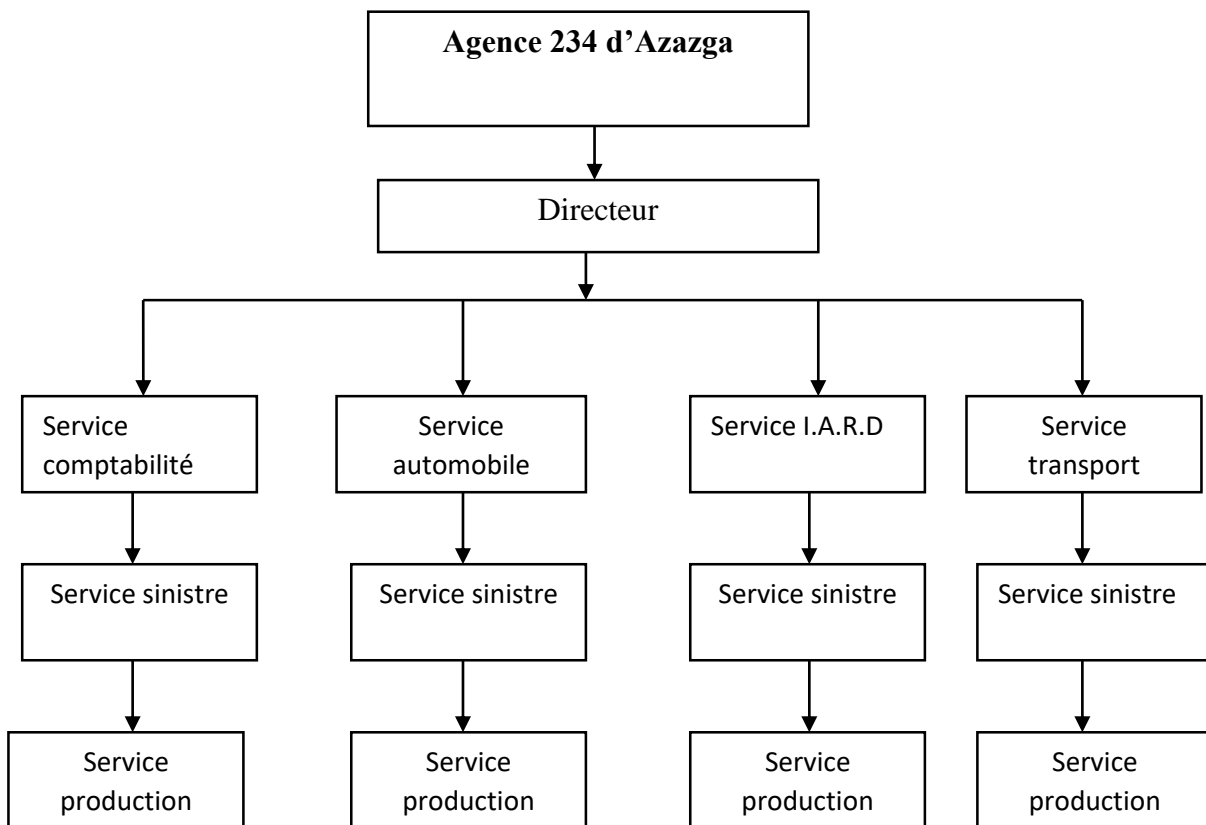 Agence 234 d’Azazga
Directeur
Service
comptabilité
Service
automobile
Service I.A.R.D
Service
transport
Service sinistre
Service sinistre
Service sinistre
Service sinistre
Service
production
Service
production
Service
production
Service
production